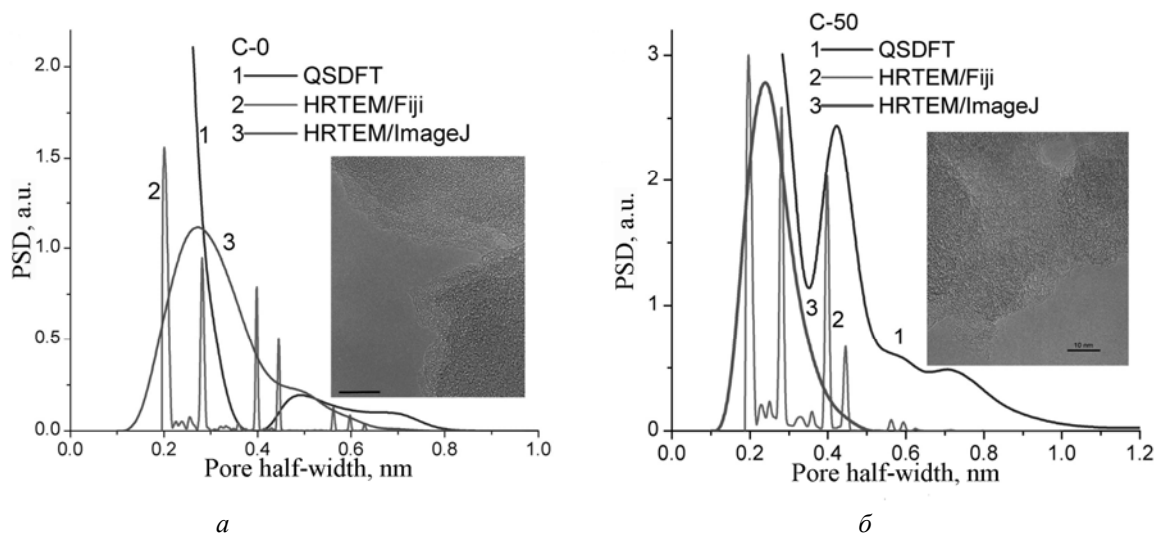 C-0
1 QSDFT
2 HRTEM/Fiji
3 HRTEM/ImageJ
2.0
1.5
1.0
0.5
0.0
PSD, a.u.
1
2
3
0.0 0.2 0.4 0.6 0.8 1.0
Pore half-width, nm
а
C-50
1 QSDFT
2 HRTEM/Fiji
3 HRTEM/ImageJ
3
2
1
0
PSD, a.u.
3
2
1
10 nm
0.0 0.2 0.4 0.6 0.8 1.0 1.2
Pore half-width, nm
б